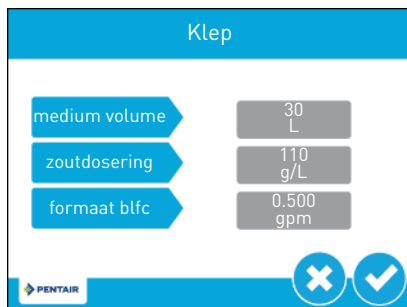 Klep
medium volume
30
L
zoutdosering
110
g/L
formaat blfc
0.500
gpm
PENTAIR